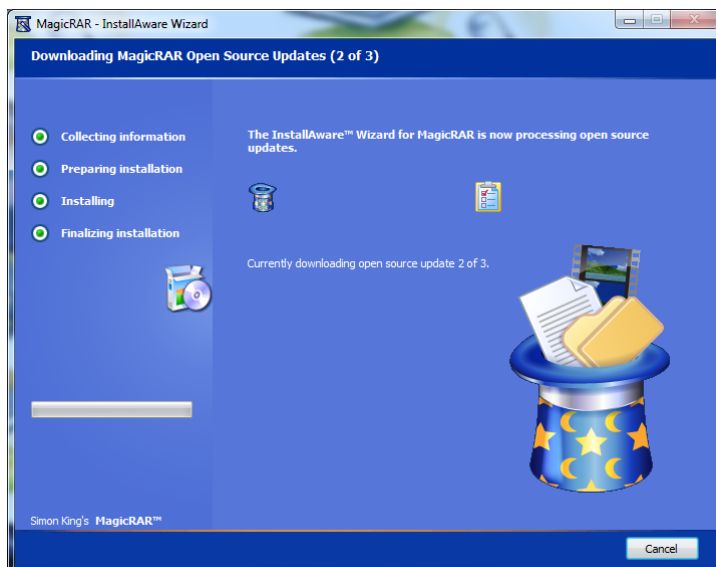 MagicRAR - InstallAware Wizard
Downloading MagicRAR Open Source Updates (2 of 3)
Collecting information
Preparing installation
Installing
Finalizing installation
The InstallAware™ Wizard for MagicRAR is now processing open source
updates.
Currently downloading open source update 2 of 3.
Simon King's MagicRAR™
Cancel